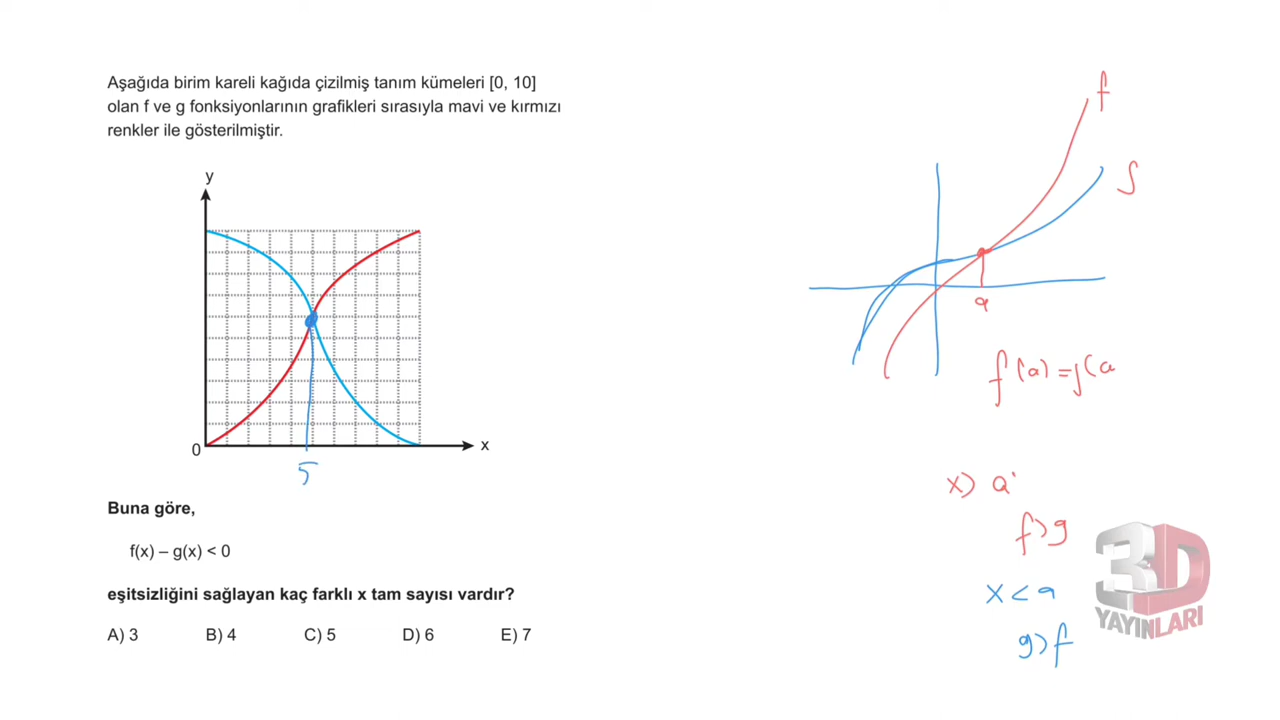 Aşağıda birim kareli kağıda çizilmiş tanım kümeleri [0, 10]
olan f ve g fonksiyonlarının grafikleri sırasıyla mavi ve kırmızı
renkler ile gösterilmiştir.
y
0
x
5
Buna göre,
f(x) – g(x) < 0
eşitsizliğini sağlayan kaç farklı x tam sayısı vardır?
A) 3 B) 4 C) 5 D) 6 E) 7
f
a
f(a)=g(a
x> a
f>g
x < a
g>f
3D
YAYINLARI